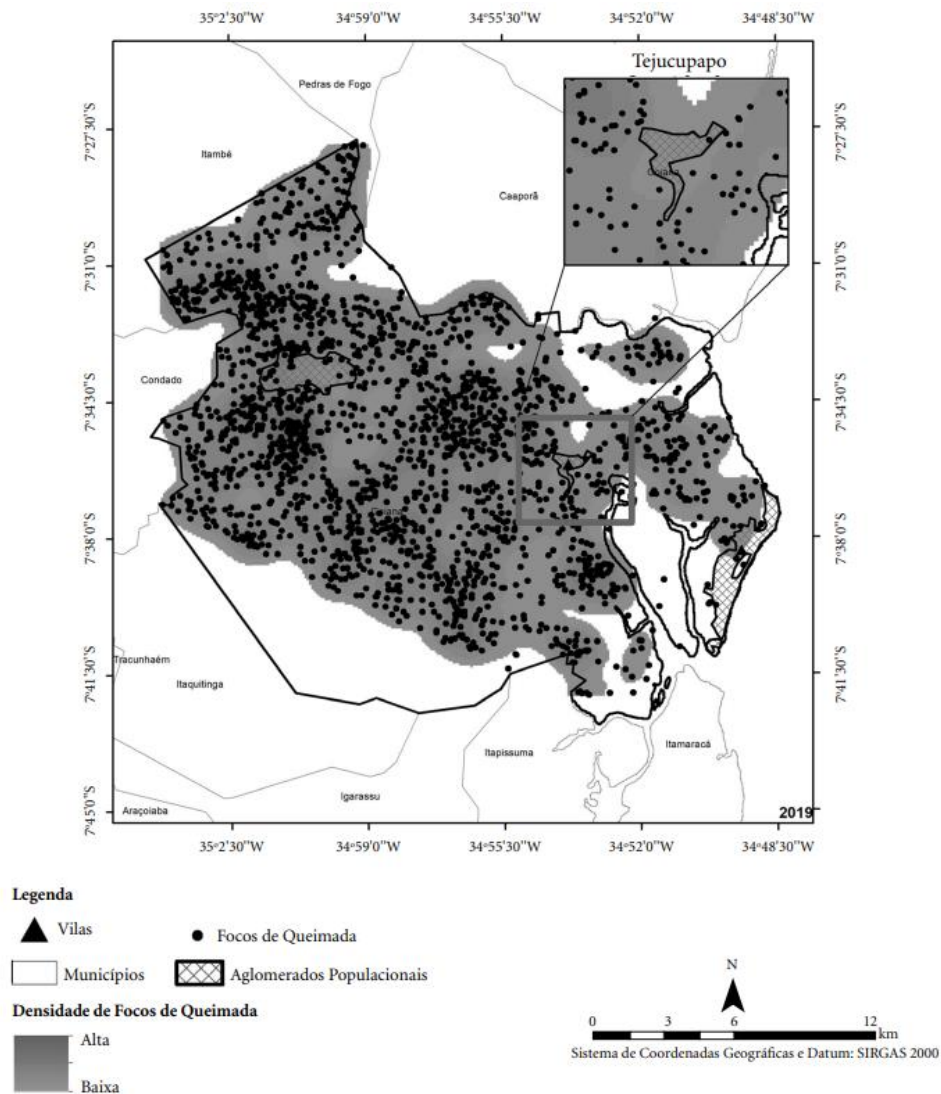 35°2'30"W 34°59'0"W 34°55'30"W 34°52'0"W 34°48'30"W
Tejucupapo
Goiana
Pedras de Fogo
7°27'30"S 7°27'30"S
Itambé
Caaporã
7°31'0"S 7°31'0"S
Condado
7°34'30"S 7°34'30"S
Goiana
7°38'0"S 7°38'0"S
Tracunhaém
7°41'30"S 7°41'30"S
Itaquitinga
Itapissuma
Itamaracá
Igarassu
Araçoiaba
7°45'0"S 7°45'0"S
2019
35°2'30"W 34°59'0"W 34°55'30"W 34°52'0"W 34°48'30"W
Legenda
Vilas
Focos de Queimada
Municípios
Aglomerados Populacionais
Densidade de Focos de Queimada
Alta
Baixa
N
0 3 6 12
km
Sistema de Coordenadas Geográficas e Datum: SIRGAS 2000